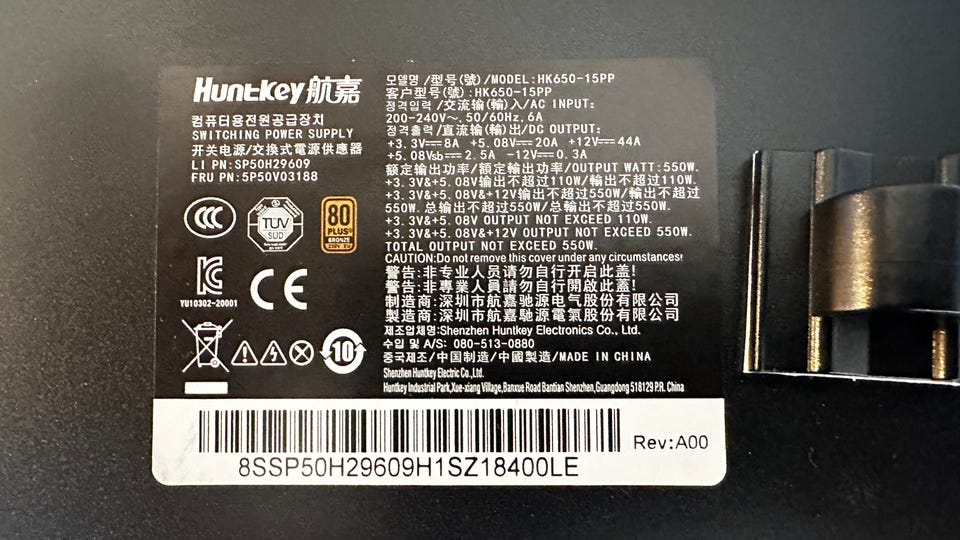 Huntkey 航嘉
컴퓨터용전원공급장치
SWITCHING POWER SUPPLY
开关电源/交換式電源供應器
LI PN:SP50H29609
FRU PN:5P50V03188
CCC
TÜV
SÜD
80
PLUS
BRONZE
230V EU
YU10302-20001
CE
10
모델명 /型号(號)/MODEL:HK650-15PP
客户型号(號):HK650-15PP
정격입력 /交流输(輸)入/AC INPUT:
200-240V~, 50/60Hz, 6A
정격출력 /直流输(輸)出/DC OUTPUT:
+3.3V⎓8A +5.08V⎓20A +12V⎓44A
+5.08Vsb⎓2.5A -12V⎓0.3A
额定输出功率/額定輸出功率/OUTPUT WATT:550W.
+3.3V&+5.08V输出不超过110W/輸出不超过110W.
+3.3V&+5.08V&+12V输出不超过550W/輸出不超过
550W. 总输出不超过550W/总輸出不超过550W.
+3.3V&+5.08V OUTPUT NOT EXCEED 110W.
+3.3V&+5.08V&+12V OUTPUT NOT EXCEED 550W.
TOTAL OUTPUT NOT EXCEED 550W.
CAUTION:Do not remove this cover under any circumstances!
警告:非专业人员请勿自行开启此盖!
警告:非專業人員請勿自行開啟此蓋!
制造商:深圳市航嘉驰源电气股份有限公司
製造商:深圳市航嘉馳源電氣股份有限公司
제조업체명:Shenzhen Huntkey Electronics Co., Ltd.
수입 및 A/S: 080-513-0880
중국제조/中国制造/中國製造/MADE IN CHINA
Shenzhen Huntkey Electric Co.,Ltd.
Huntkey Industrial Park,Xue-xiang Village,Banxue Road Bantian Shenzhen,Guangdong 518129 P.R. China
Rev:A00
8SSP50H29609H1SZ18400LE